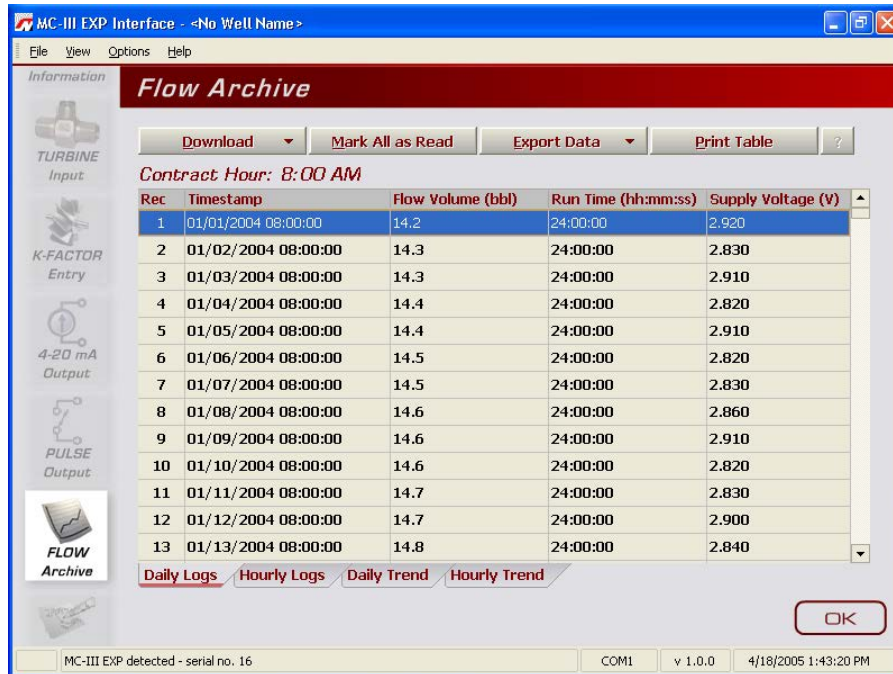 MC-III EXP Interface - <No Well Name>
File View Options Help
Information
Flow Archive
Download Mark All as Read Export Data Print Table ?
TURBINE
Input
Contract Hour: 8:00 AM
Rec Timestamp Flow Volume (bbl) Run Time (hh:mm:ss) Supply Voltage (V)
1 01/01/2004 08:00:00 14.2 24:00:00 2.920
2 01/02/2004 08:00:00 14.3 24:00:00 2.830
3 01/03/2004 08:00:00 14.3 24:00:00 2.910
4 01/04/2004 08:00:00 14.4 24:00:00 2.820
5 01/05/2004 08:00:00 14.4 24:00:00 2.910
6 01/06/2004 08:00:00 14.5 24:00:00 2.820
7 01/07/2004 08:00:00 14.5 24:00:00 2.830
8 01/08/2004 08:00:00 14.6 24:00:00 2.860
9 01/09/2004 08:00:00 14.6 24:00:00 2.910
10 01/10/2004 08:00:00 14.6 24:00:00 2.820
11 01/11/2004 08:00:00 14.7 24:00:00 2.830
12 01/12/2004 08:00:00 14.7 24:00:00 2.900
13 01/13/2004 08:00:00 14.8 24:00:00 2.840
K-FACTOR
Entry
4-20 mA
Output
PULSE
Output
FLOW
Archive
Daily Logs Hourly Logs Daily Trend Hourly Trend
OK
MC-III EXP detected - serial no. 16 COM1 v 1.0.0 4/18/2005 1:43:20 PM